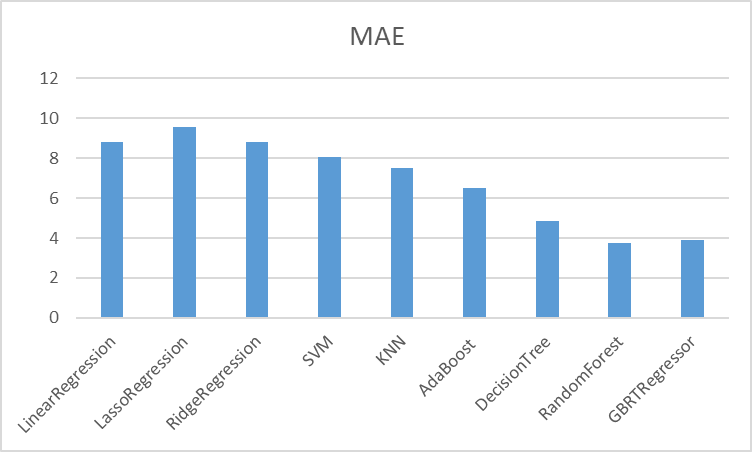 MAE
12
10
8
6
4
2
0
LinearRegression
LassoRegression
RidgeRegression
SVM
KNN
AdaBoost
DecisionTree
RandomForest
GBRTRegressor